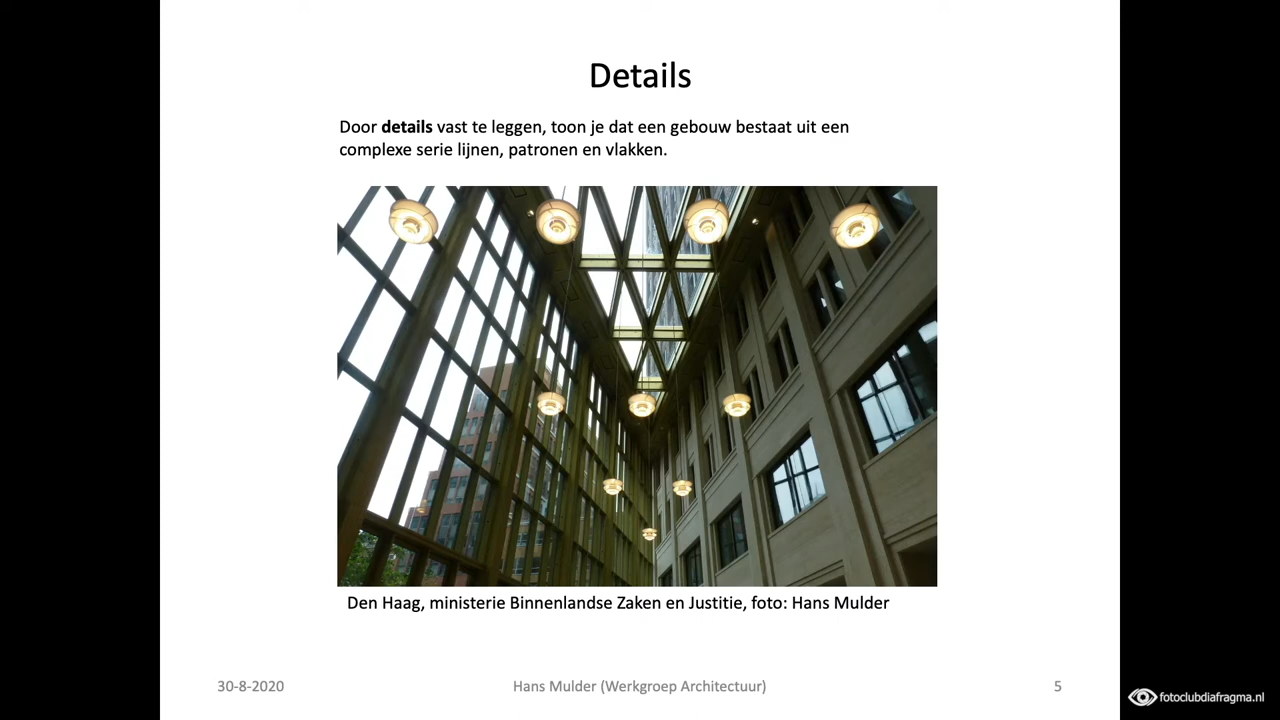 Details
Door details vast te leggen, toon je dat een gebouw bestaat uit een
complexe serie lijnen, patronen en vlakken.
Den Haag, ministerie Binnenlandse Zaken en Justitie, foto: Hans Mulder
30-8-2020
Hans Mulder (Werkgroep Architectuur)
5
fotoclubdiafragma.nl